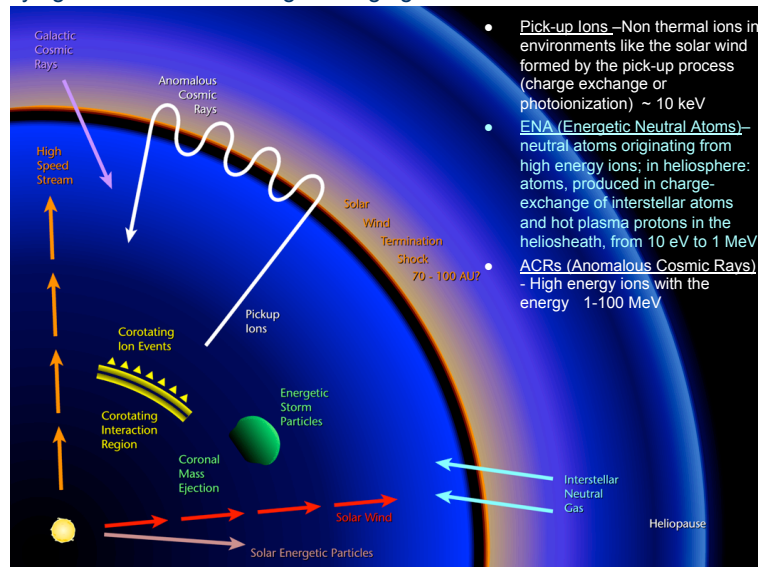 Galactic
Cosmic
Rays
Anomalous
Cosmic
Rays
High
Speed
Stream
Solar
Wind
Termination
Shock
70 - 100 AU?
Pickup
Ions
Corotating
Ion Events
Corotating
Interaction
Region
Energetic
Storm
Particles
Coronal
Mass
Ejection
Solar Wind
Solar Energetic Particles
Interstellar
Neutral
Gas
Heliopause
● Pick-up Ions –Non thermal ions in
environments like the solar wind
formed by the pick-up process
(charge exchange or
photoionization) ~ 10 keV
● ENA (Energetic Neutral Atoms)–
neutral atoms originating from
high energy ions; in heliosphere:
atoms, produced in charge-
exchange of interstellar atoms
and hot plasma protons in the
heliosheath, from 10 eV to 1 MeV
● ACRs (Anomalous Cosmic Rays)
- High energy ions with the
energy 1-100 MeV